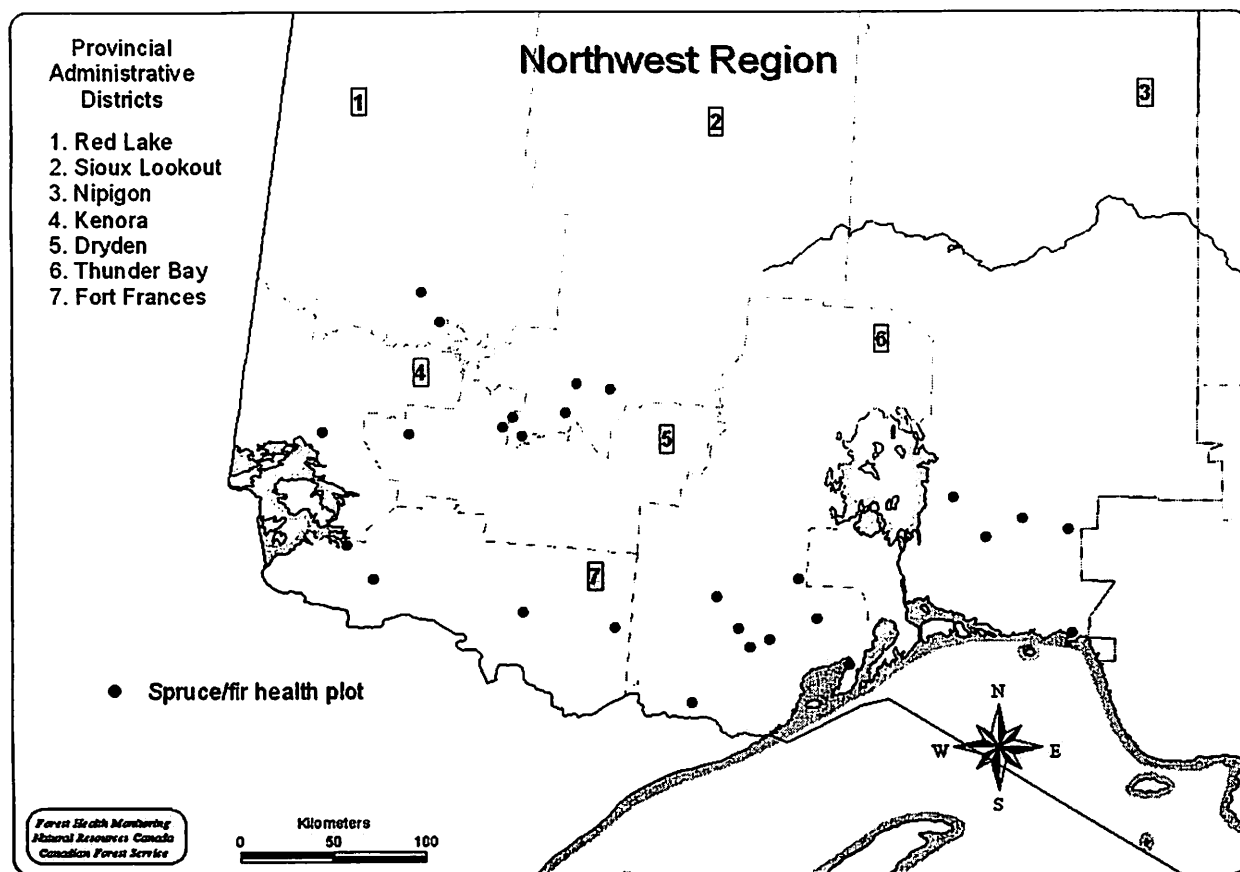 Northwest Region
Provincial
Administrative
Districts
1. Red Lake
2. Sioux Lookout
3. Nipigon
4. Kenora
5. Dryden
6. Thunder Bay
7. Fort Frances
1
2
3
4
5
6
7
Spruce/fir health plot
N
W E
S
Forest Health Monitoring
Natural Resources Canada
Canadian Forest Service
Kilometers
0 50 100